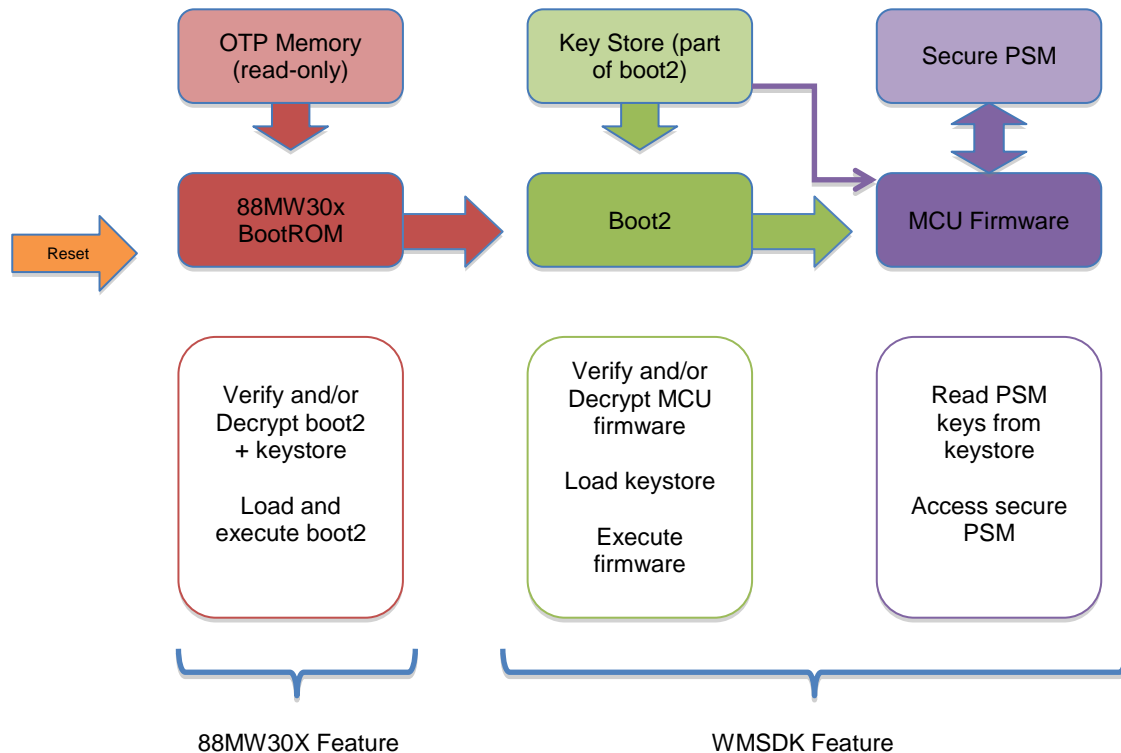 OTP Memory
(read-only)
Key Store (part
of boot2)
Secure PSM
Reset
88MW30x
BootROM
Boot2
MCU Firmware
Verify and/or
Decrypt boot2
+ keystore
Load and
execute boot2
Verify and/or
Decrypt MCU
firmware
Load keystore
Execute
firmware
Read PSM
keys from
keystore
Access secure
PSM
88MW30X Feature
WMSDK Feature